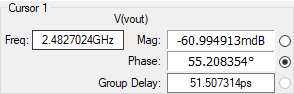 Cursor 1
V(vout)
Freq: 2.4827024GHz Mag: -60.994913mdB
Phase: 55.208354°
Group Delay: 51.507314ps